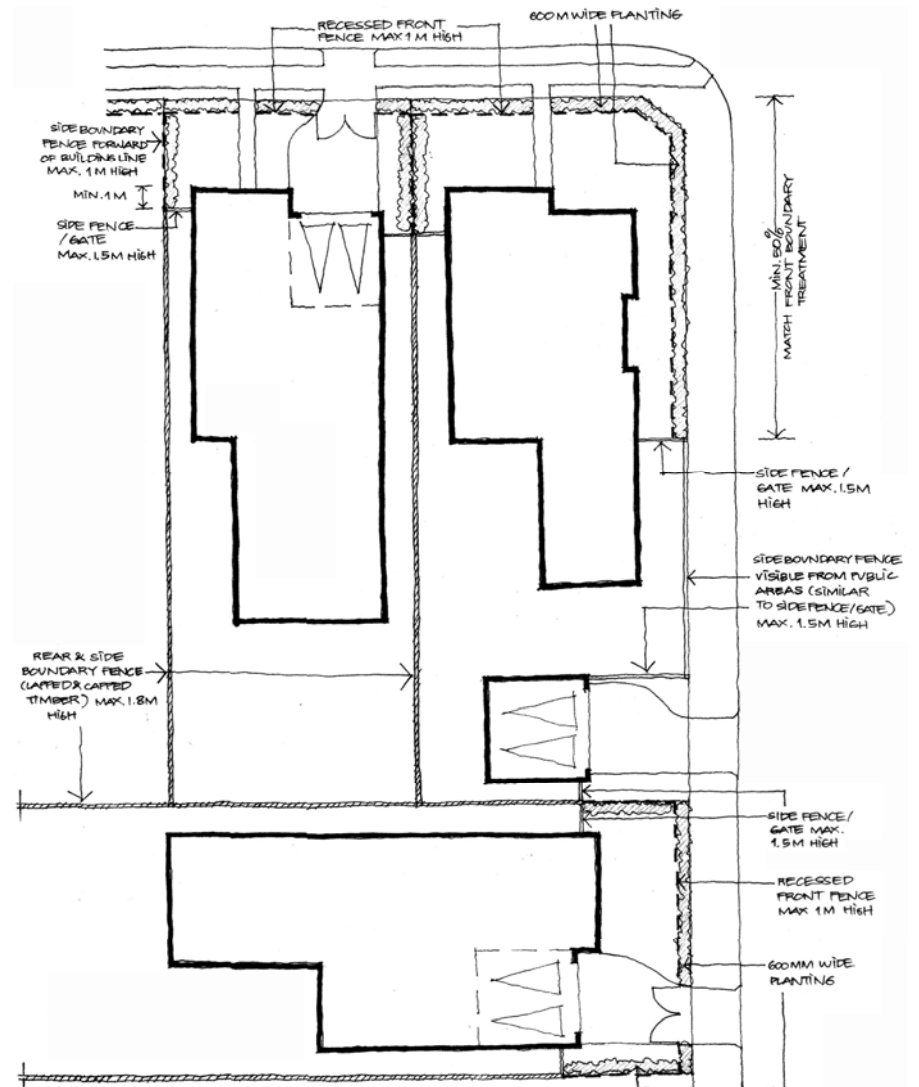 RECESSED FRONT
FENCE MAX 1M HIGH
600 M WIDE PLANTING
SIDE BOUNDARY
FENCE FORWARD
OF BUILDING LINE
MAX. 1M HIGH
MIN. 1M
SIDE FENCE
/ GATE
MAX. 1.5M HIGH
MIN. 50%
MATCH FRONT BOUNDARY
TREATMENT
SIDE FENCE /
GATE MAX. 1.5M
HIGH
SIDE BOUNDARY FENCE
VISIBLE FROM PUBLIC
AREAS (SIMILAR
TO SIDE FENCE/GATE)
MAX. 1.5M HIGH
REAR & SIDE
BOUNDARY FENCE
(LAPPED & CAPPED
TIMBER) MAX. 1.8M
HIGH
SIDE FENCE/
GATE MAX.
1.5M HIGH
RECESSED
FRONT FENCE
MAX 1M HIGH
600MM WIDE
PLANTING